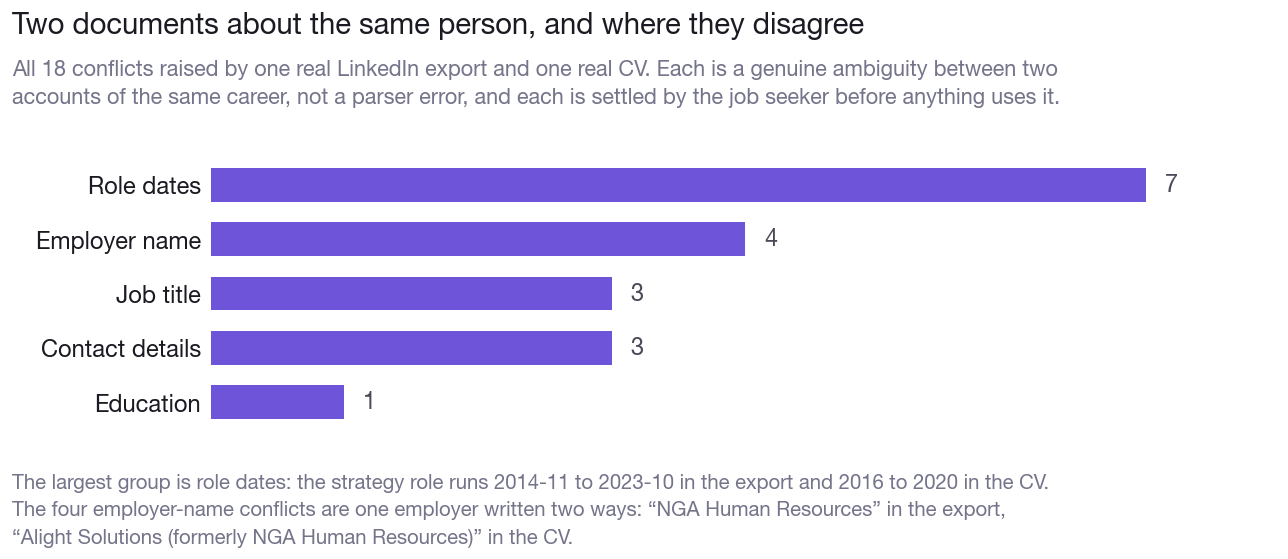 Two documents about the same person, and where they disagree
All 18 conflicts raised by one real LinkedIn export and one real CV. Each is a genuine ambiguity between two
accounts of the same career, not a parser error, and each is settled by the job seeker before anything uses it.
Role dates 7
Employer name 4
Job title 3
Contact details 3
Education 1
The largest group is role dates: the strategy role runs 2014-11 to 2023-10 in the export and 2016 to 2020 in the CV.
The four employer-name conflicts are one employer written two ways: “NGA Human Resources” in the export,
“Alight Solutions (formerly NGA Human Resources)” in the CV.